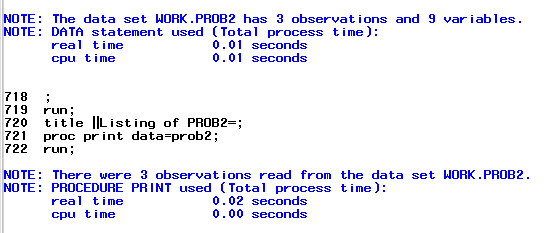 NOTE: The data set WORK.PROB2 has 3 observations and 9 variables.
NOTE: DATA statement used (Total process time):
real time 0.01 seconds
cpu time 0.01 seconds
718 ;
719 run;
720 title ||Listing of PROB2=;
721 proc print data=prob2;
722 run;
NOTE: There were 3 observations read from the data set WORK.PROB2.
NOTE: PROCEDURE PRINT used (Total process time):
real time 0.02 seconds
cpu time 0.00 seconds